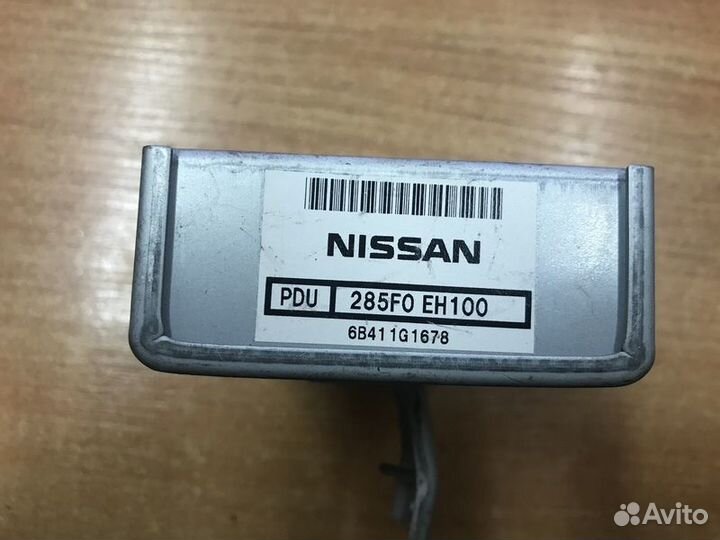 NISSAN
PDU 285F0 EH100
6B411G1678
Avito